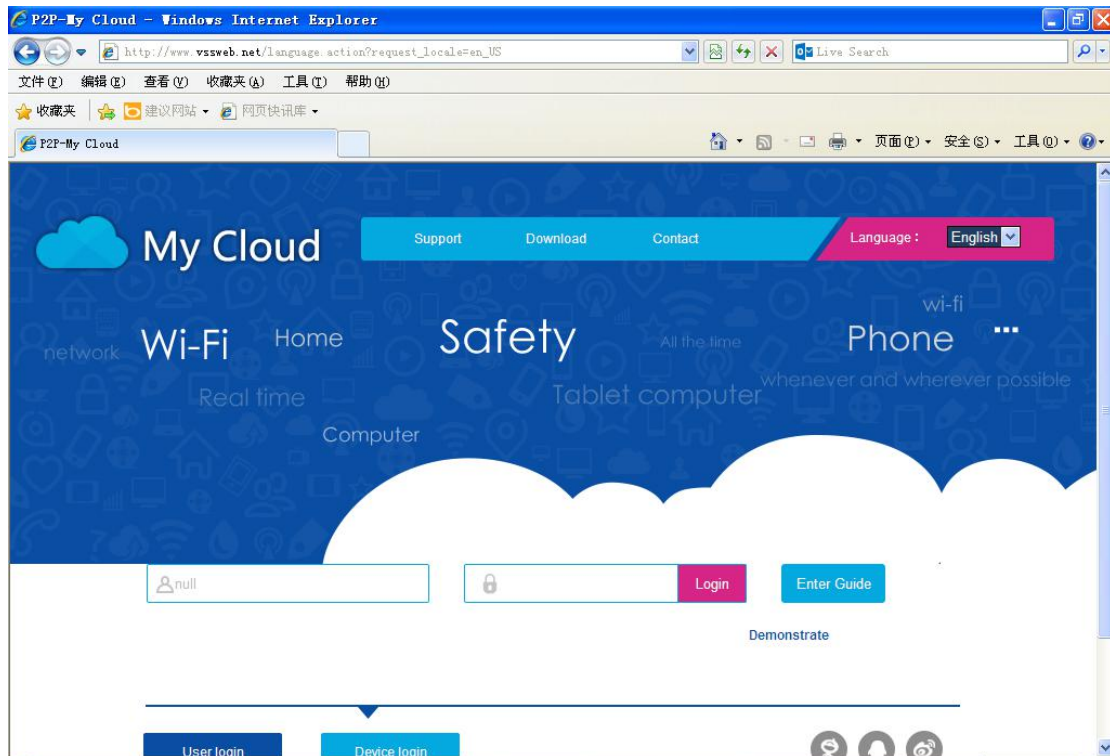 P2P-My Cloud - Windows Internet Explorer
http://www.vssweb.net/language.action?request_locale=en_US
Live Search
文件(F) 编辑(E) 查看(V) 收藏夹(A) 工具(T) 帮助(H)
收藏夹 建议网站 网页快讯库
P2P-My Cloud
页面(P) 安全(S) 工具(O)
My Cloud
Support Download Contact Language： English
wi-fi
network Wi-Fi Home Safety All the time Phone ...
Real time Tablet computer whenever and wherever possible
Computer
null Login Enter Guide
Demonstrate
User login Device login